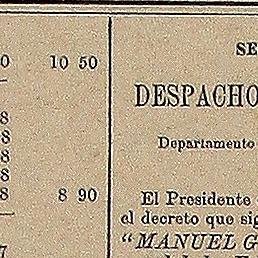 0 10 50
8
8
8
8
8 8 90
7
SE
DESPACHO
Departamento
El Presidente
el decreto que sig
"MANUEL G